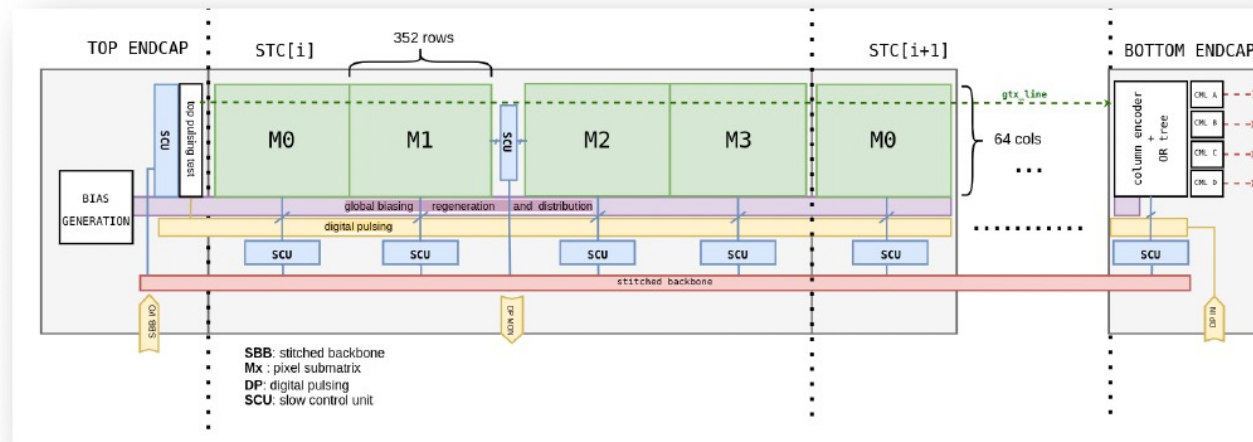 TOP ENDCAP
STC[i]
352 rows
STC[i+1]
BOTTOM ENDCAP
SCU
top pulsing test
M0
M1
SCU
M2
M3
M0
gtx_line
64 cols
...
column encoder
+
OR tree
CML A
CML B
CML C
CML D
BIAS
GENERATION
global biasing regeneration and distribution
digital pulsing
SCU
SCU
SCU
SCU
SCU
SCU
stitched backbone
DP MON
SBB: stitched backbone
Mx : pixel submatrix
DP: digital pulsing
SCU: slow control unit